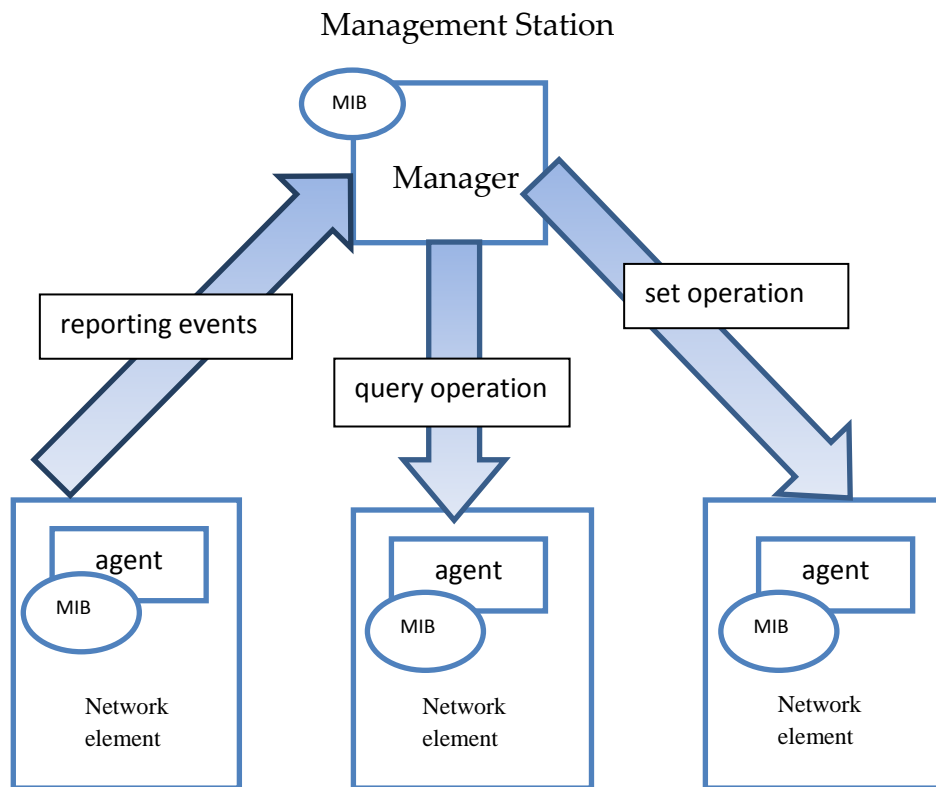 Management Station
MIB
Manager
reporting events
query operation
set operation
agent
MIB
Network
element
agent
MIB
Network
element
agent
MIB
Network
element